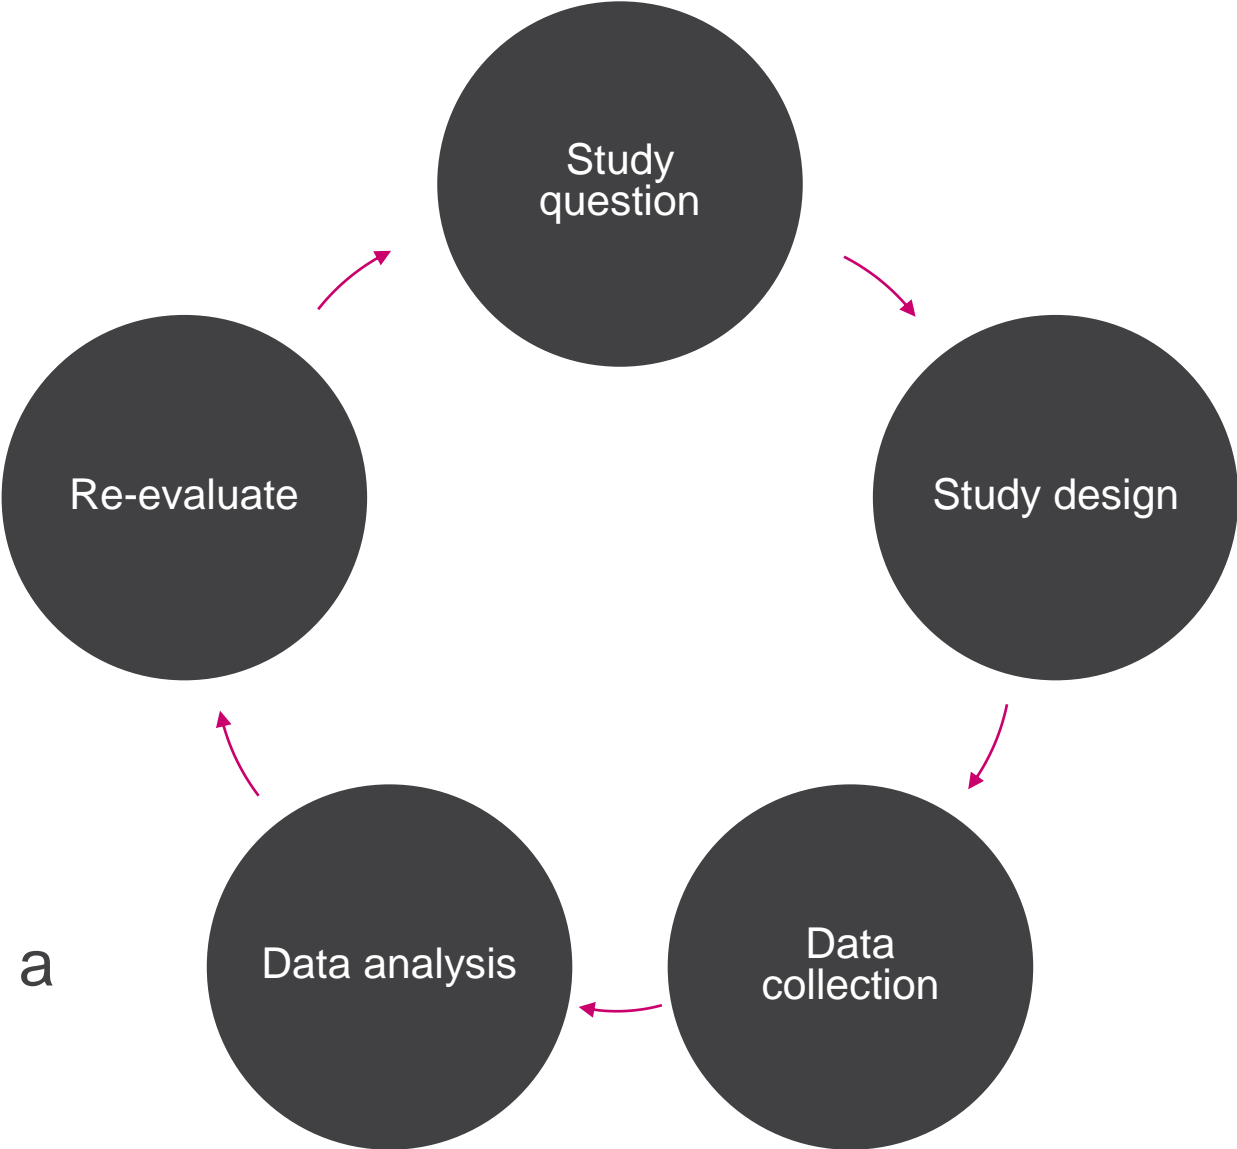 Study
question
Study design
Data
collection
Data analysis
Re-evaluate
a